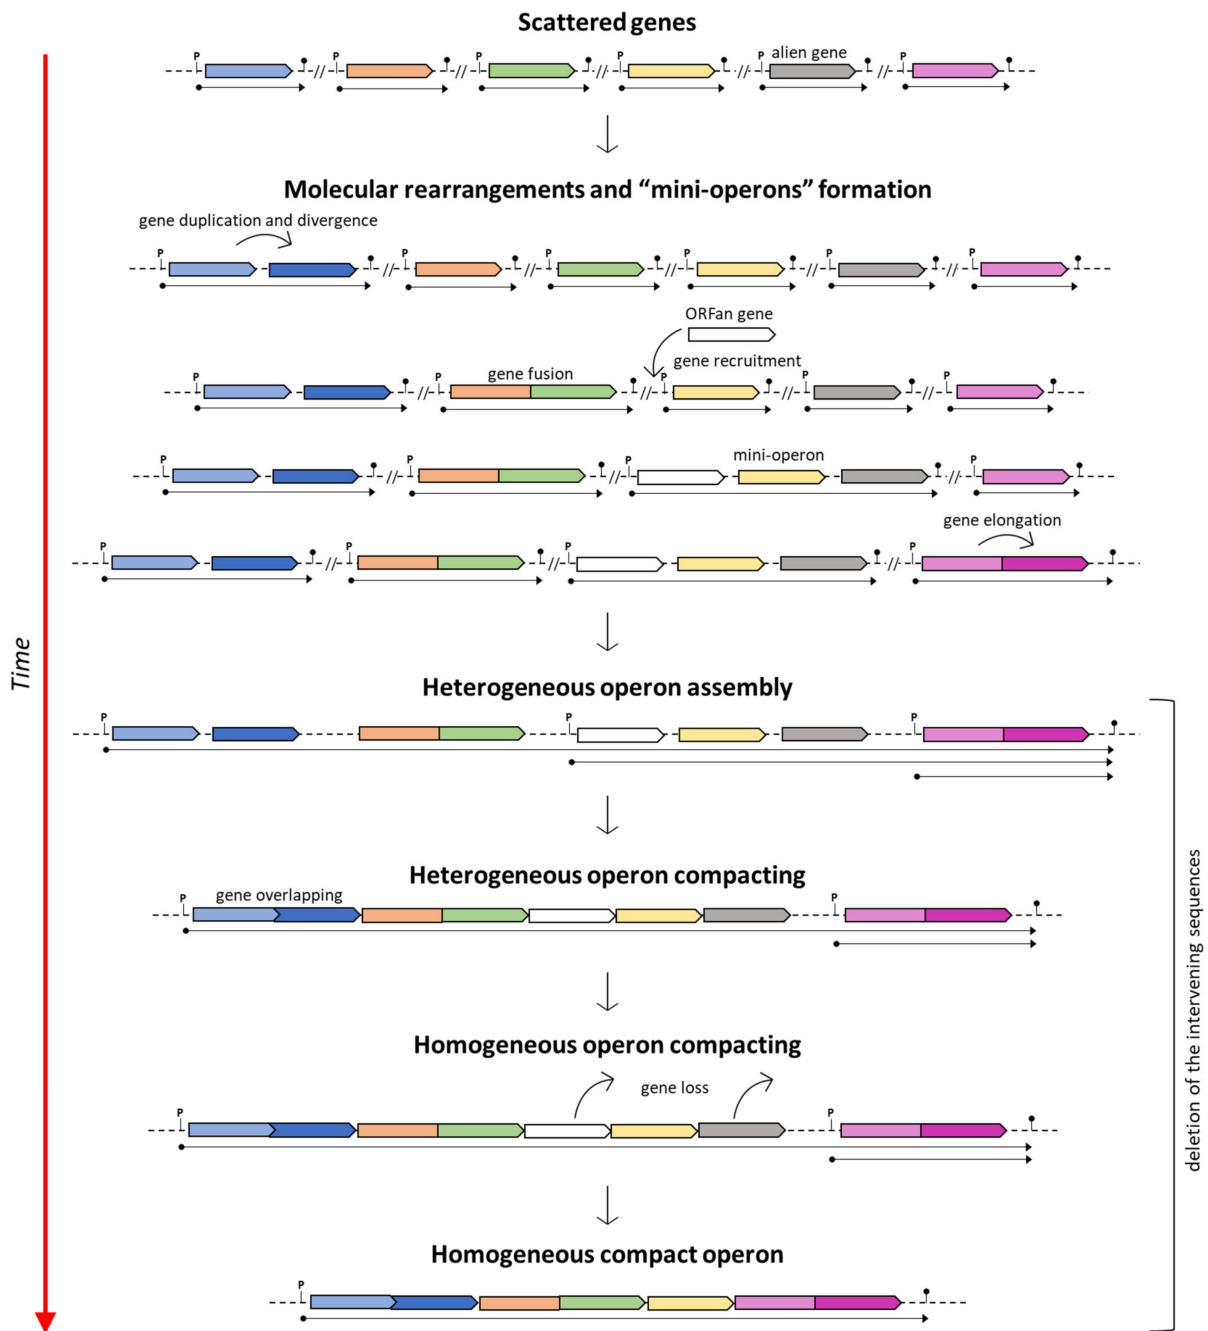 Scattered genes
P P P P alien gene P P
// // // // //
Molecular rearrangements and “mini-operons” formation
gene duplication and divergence
P P P P P P
// // // // //
ORFan gene
gene recruitment
gene fusion
P P P P P
// // // //
mini-operon
P P P P
// // //
gene elongation
P P P P
// // //
Time
Heterogeneous operon assembly
P P P
Heterogeneous operon compacting
gene overlapping
P P
deletion of the intervening sequences
Homogeneous operon compacting
gene loss
P P
Homogeneous compact operon
P